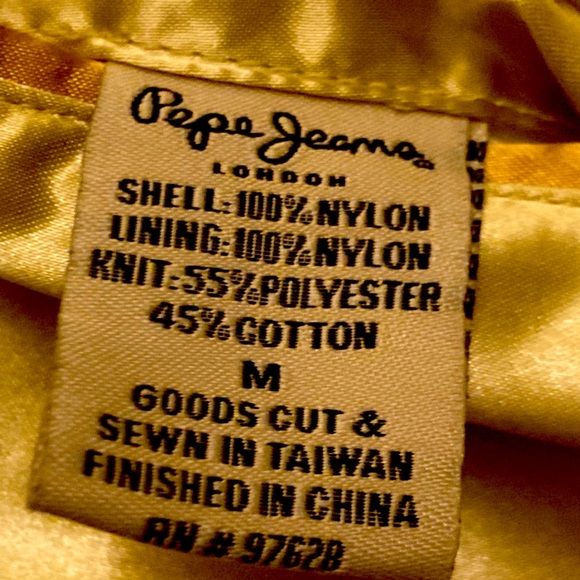 Pepe Jeans
LONDON
SHELL:100%NYLON
LINING:100%NYLON
KNIT:55%POLYESTER
45%COTTON
M
GOODS CUT &
SEWN IN TAIWAN
FINISHED IN CHINA
RN # 97628